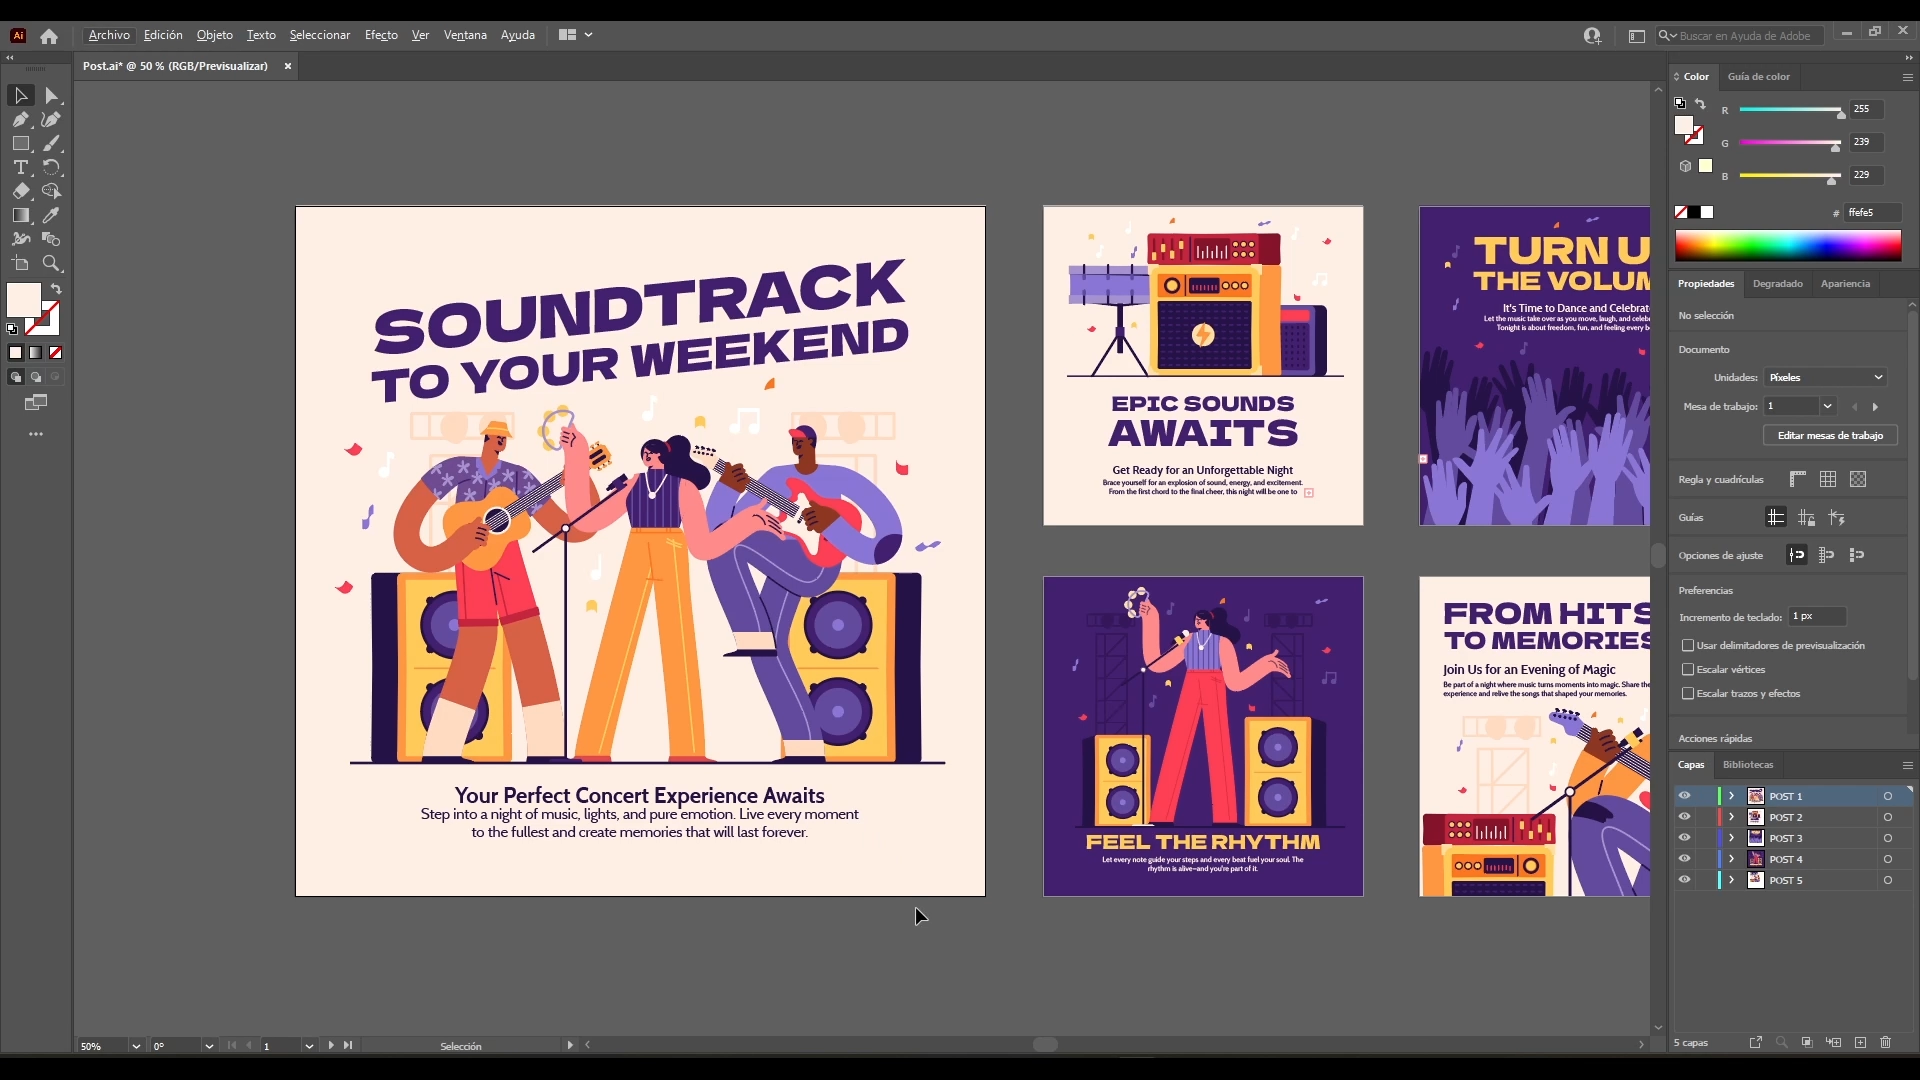 Ai
Archivo Edición Objeto Texto Seleccionar Efecto Ver Ventana Ayuda
Buscar en Ayuda de Adobe
Post.ai* @ 50 % (RGB/Previsualizar)
SOUNDTRACK
TO YOUR WEEKEND
Your Perfect Concert Experience Awaits
Step into a night of music, lights, and pure emotion. Live every moment
to the fullest and create memories that will last forever.
EPIC SOUNDS
AWAITS
Get Ready for an Unforgettable Night
Brace yourself for an explosion of sound, energy, and excitement.
From the first chord to the final cheer, this night will be one to
TURN U
THE VOLUM
It's Time to Dance and Celebrat
Let the music take over as you move, laugh, and celeb
Tonight is about freedom, fun, and feeling every b
FEEL THE RHYTHM
Let every note guide your steps and every beat fuel your soul. The
rhythm is alive—and you're part of it.
FROM HITS
TO MEMORIES
Join Us for an Evening of Magic
Be part of a night where music turns moments into magic. Share the
experience and relive the songs that shaped your memories.
50% 0° 1 Selección
Color Guía de color
R 255
G 239
B 229
# ffefe5
Propiedades Degradado Apariencia
No selección
Documento
Unidades: Píxeles
Mesa de trabajo: 1
Editar mesas de trabajo
Regla y cuadrículas
Guías
Opciones de ajuste
Preferencias
Incremento de teclado: 1 px
Usar delimitadores de previsualización
Escalar vértices
Escalar trazos y efectos
Acciones rápidas
Capas Bibliotecas
POST 1
POST 2
POST 3
POST 4
POST 5
5 capas